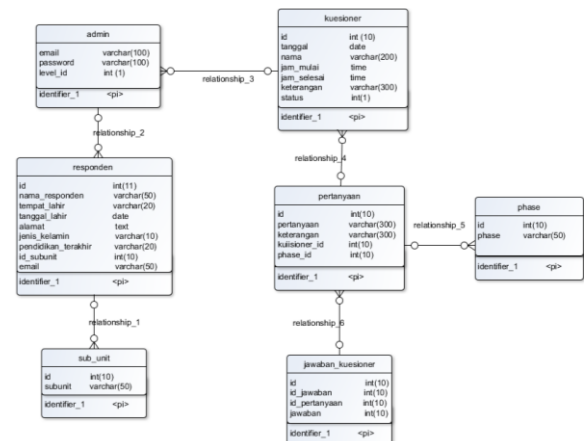 admin
email varchar(100)
password varchar(100)
level_id int (1)
identifier_1 <pi>
kuesioner
id int (10)
tanggal date
nama varchar(200)
jam_mulai time
jam_selesai time
keterangan varchar(300)
status int(1)
identifier_1 <pi>
relationship_3
relationship_2
relationship_4
responden
id int(11)
nama_responden varchar(50)
tempat_lahir varchar(20)
tanggal_lahir date
alamat text
jenis_kelamin varchar(10)
pendidikan_terakhir varchar(20)
id_subunit int(10)
email varchar(50)
identifier_1 <pi>
pertanyaan
id int(10)
pertanyaan varchar(300)
keterangan varchar(300)
kuiisioner_id int(10)
phase_id int(10)
identifier_1 <pi>
relationship_5
phase
id int(10)
phase varchar(50)
identifier_1 <pi>
relationship_1
relationship_6
sub_unit
id int(10)
subunit varchar(50)
identifier_1 <pi>
jawaban_kuesioner
id int(10)
id_jawaban int(10)
id_pertanyaan int(10)
jawaban int(10)
identifier_1 <pi>